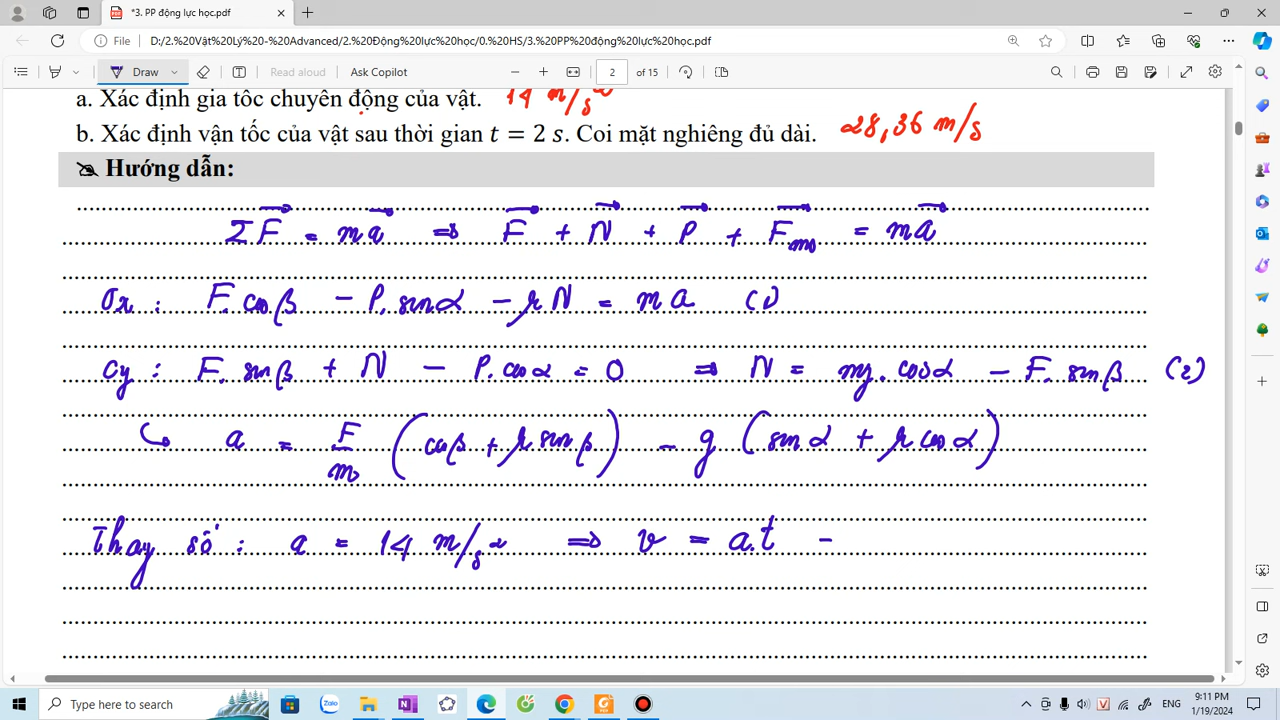 *3. PP động lực học.pdf
File D:/2.%20Vật%20Lý%20-%20Advanced/2.%20Động%20lực%20học/0.%20HS/3.%20PP%20động%20lực%20học.pdf
Draw Read aloud Ask Copilot 2 of 15
a. Xác định gia tốc chuyển động của vật. 14 m/s²
b. Xác định vận tốc của vật sau thời gian t = 2 s. Coi mặt nghiêng đủ dài. 28,36 m/s
Hướng dẫn:
ΣF⃗ = ma⃗ ⇒ F⃗ + N⃗ + P⃗ + F⃗ms = ma⃗
Ox : F.cosβ − P.sinα − μN = ma (1)
Oy : F.sinβ + N − P.cosα = 0 ⇒ N = mg.cosα − F.sinβ (2)
↪ a = F/m (cosβ + μsinβ) − g (sinα + μcosα)
Thay số : a = 14 m/s² ⇒ v = a.t =
Type here to search
Zalo
V
9:11 PM
1/19/2024